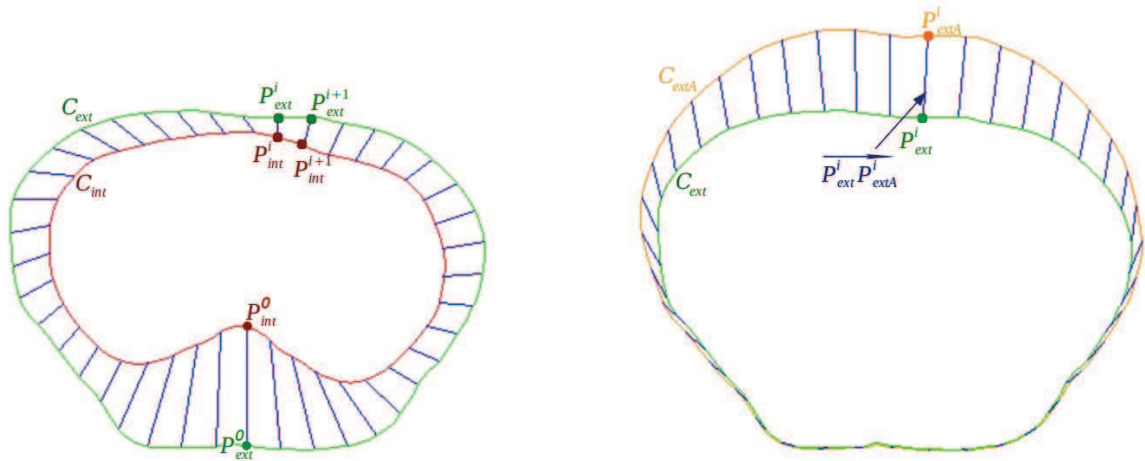 C_ext
P^i_ext
P^{i+1}_ext
P^i_int
P^{i+1}_int
C_int
P^0_int
P^0_ext
P^i_extA
C_extA
P^i_ext
P^i_ext P^i_extA
C_ext